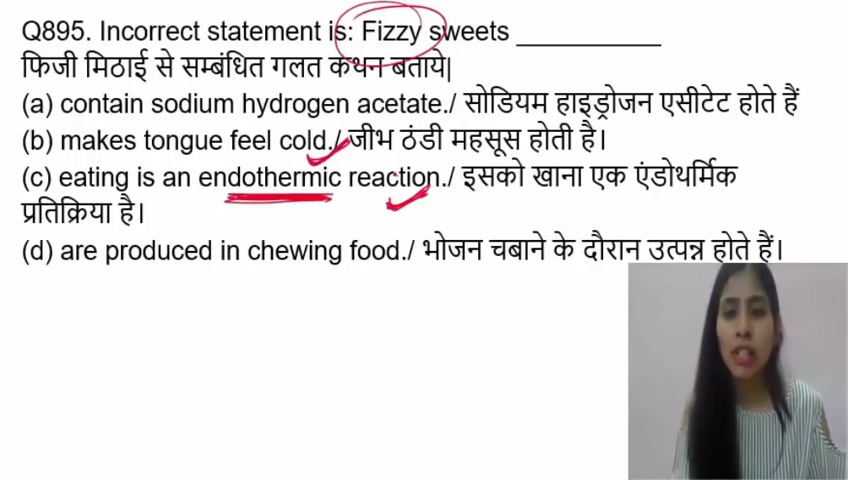 Q895. Incorrect statement is: Fizzy sweets __________
फिजी मिठाई से सम्बंधित गलत कथन बताये|
(a) contain sodium hydrogen acetate./ सोडियम हाइड्रोजन एसीटेट होते हैं
(b) makes tongue feel cold./ जीभ ठंडी महसूस होती है।
(c) eating is an endothermic reaction./ इसको खाना एक एंडोथर्मिक
प्रतिक्रिया है।
(d) are produced in chewing food./ भोजन चबाने के दौरान उत्पन्न होते हैं।